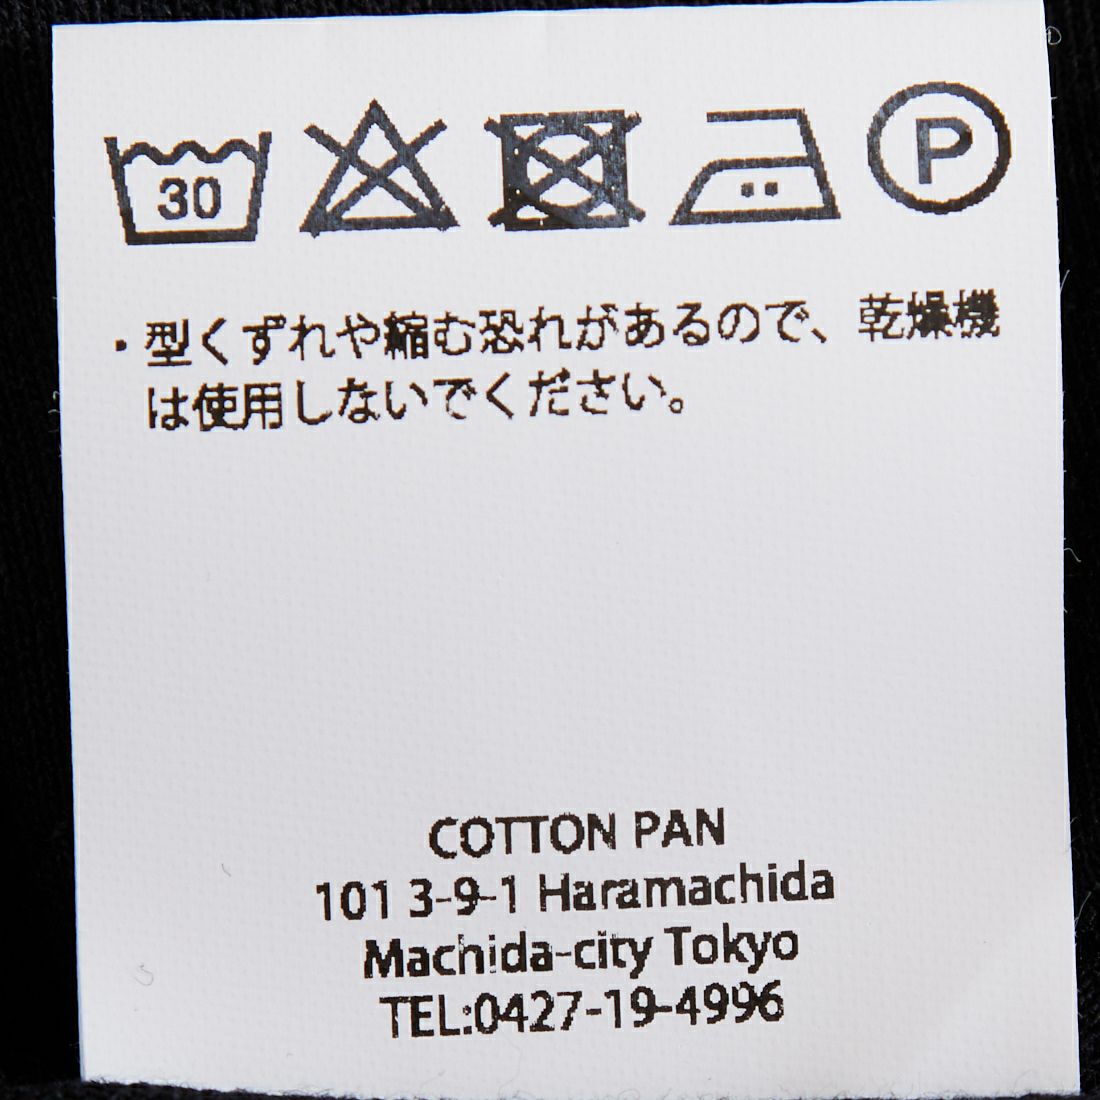 30
P
・型くずれや縮む恐れがあるので、乾燥機
は使用しないでください。
COTTON PAN
101 3-9-1 Haramachida
Machida-city Tokyo
TEL:0427-19-4996